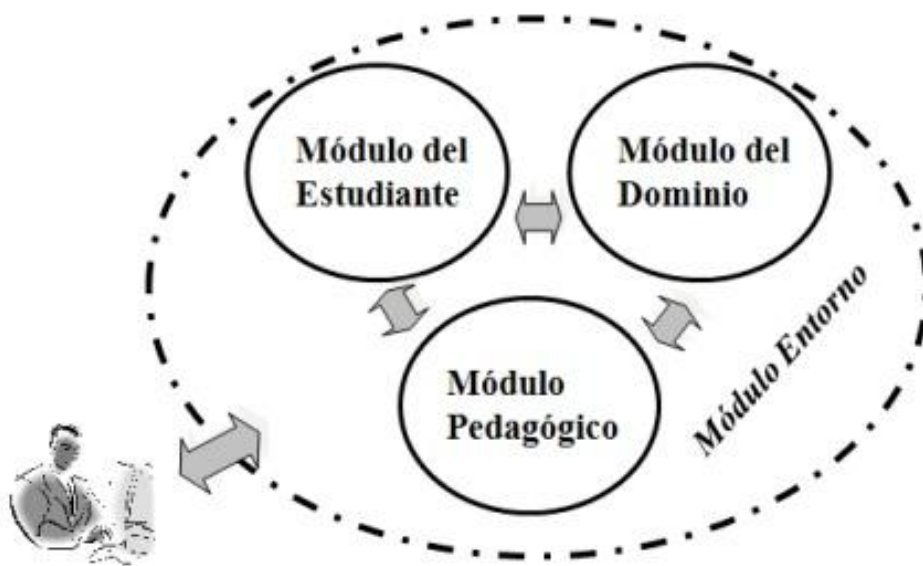 Módulo del
Estudiante
Módulo del
Dominio
Módulo
Pedagógico
Módulo Entorno